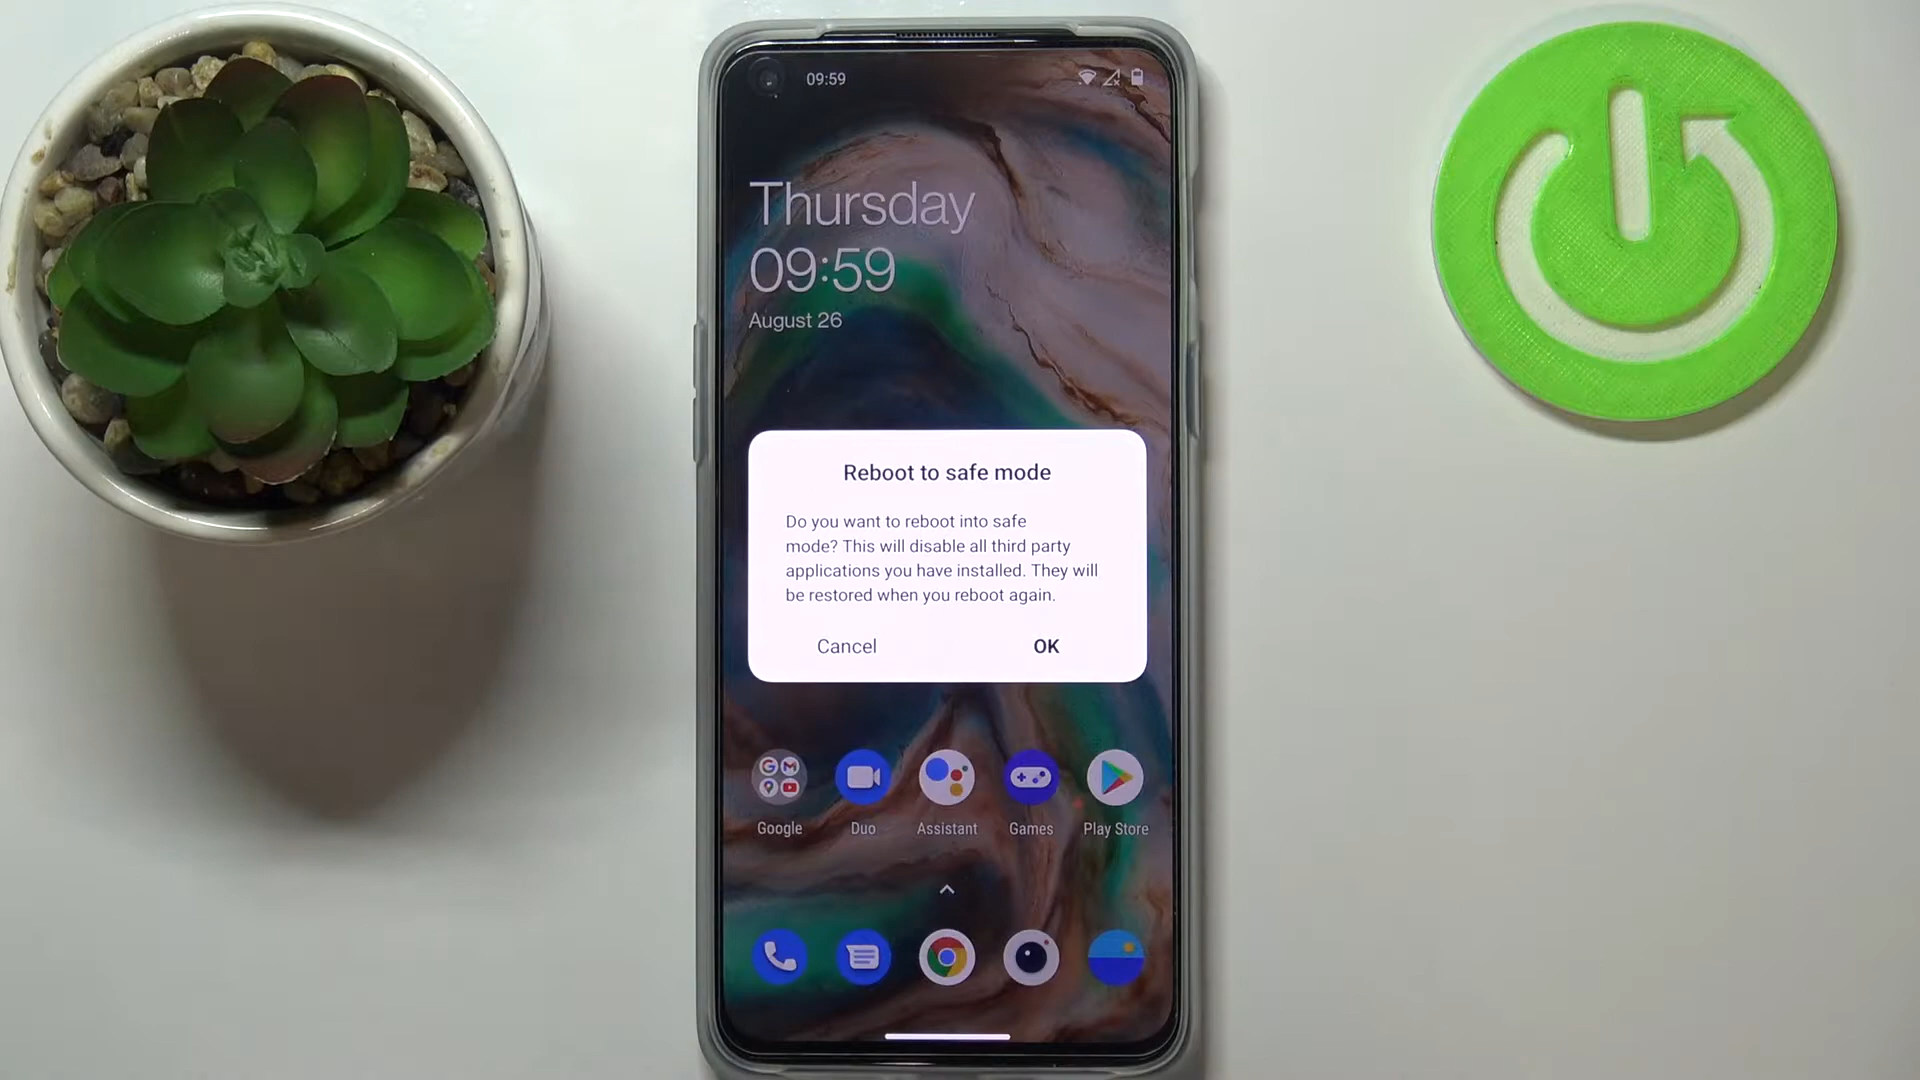 09:59
Thursday
09:59
August 26
Reboot to safe mode
Do you want to reboot into safe
mode? This will disable all third party
applications you have installed. They will
be restored when you reboot again.
Cancel OK
Google Duo Assistant Games Play Store